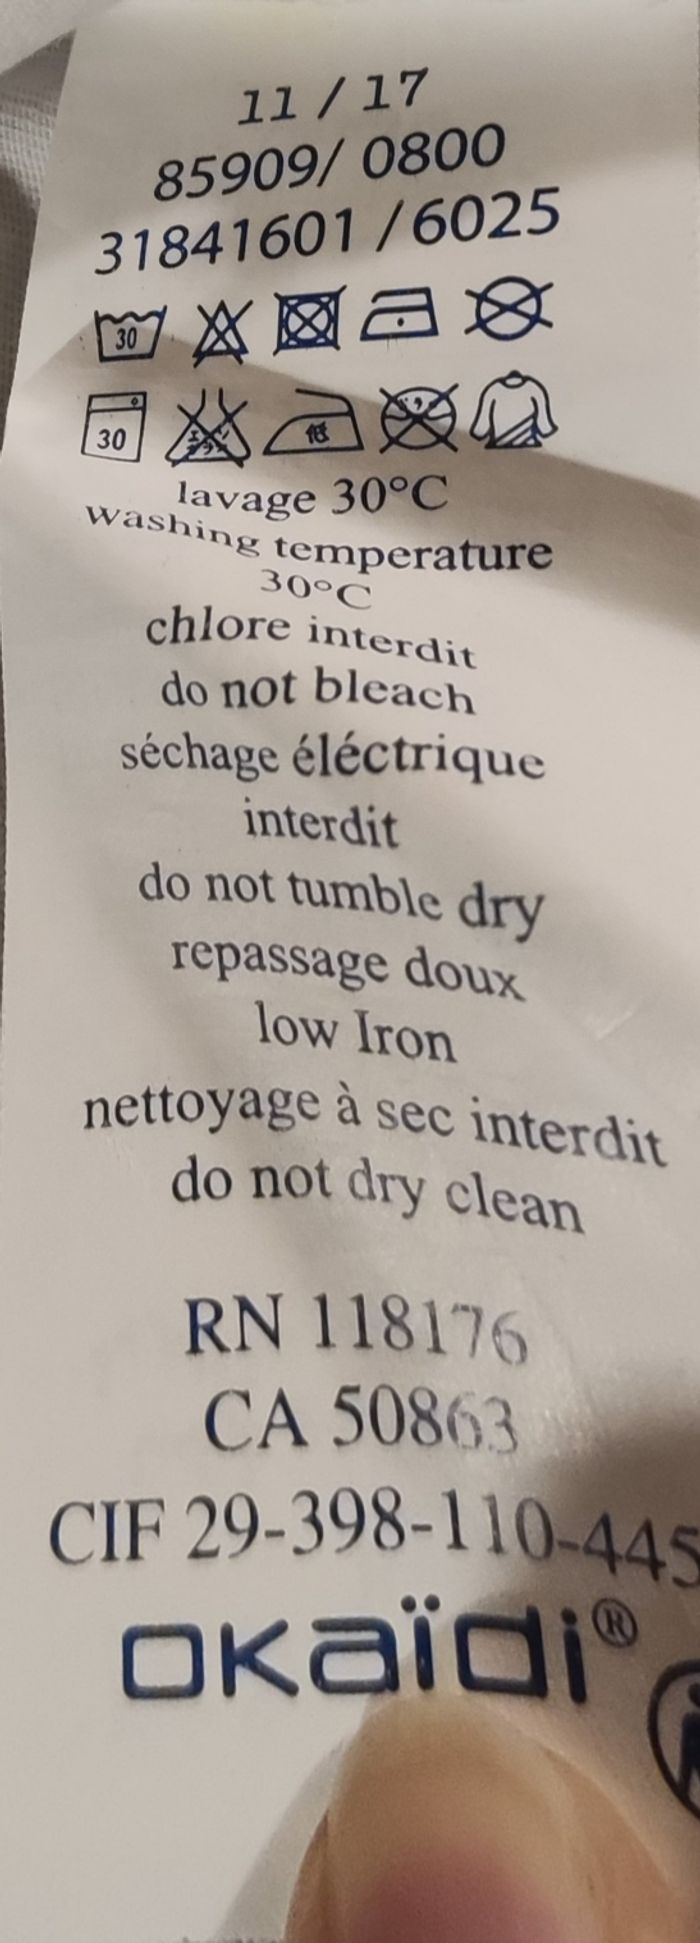 11 / 17
85909/ 0800
31841601 / 6025
30
30 低
lavage 30°C
washing temperature
30°C
chlore interdit
do not bleach
séchage éléctrique
interdit
do not tumble dry
repassage doux
low Iron
nettoyage à sec interdit
do not dry clean
RN 118176
CA 50863
CIF 29-398-110-445
okaïdi®